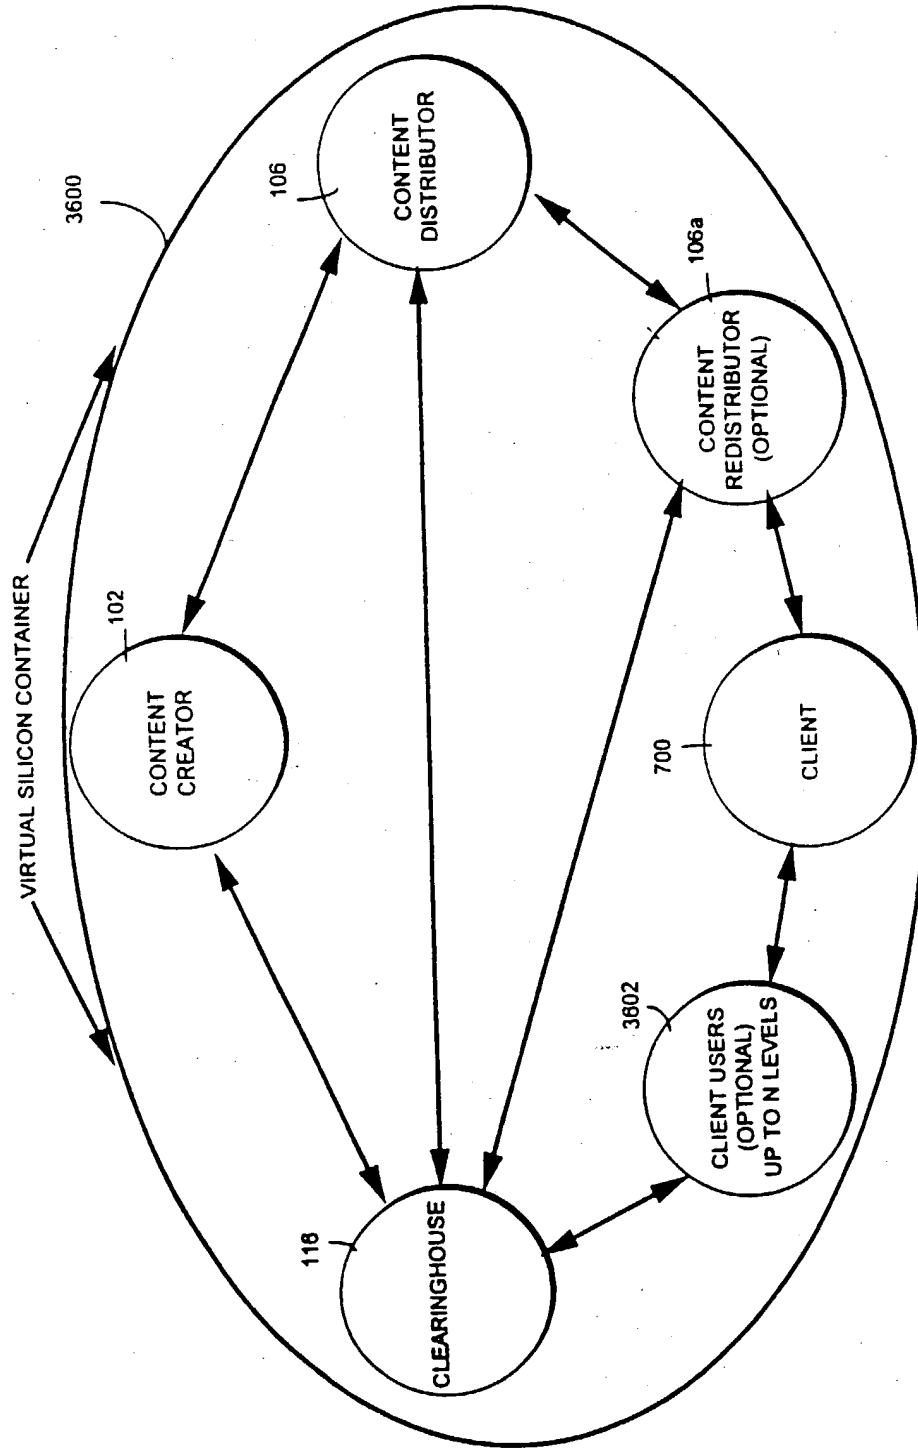 VIRTUAL SILICON CONTAINER
3600
102
CONTENT
CREATOR
106
CONTENT
DISTRIBUTOR
116
CLEARINGHOUSE
106a
CONTENT
REDISTRIBUTOR
(OPTIONAL)
3602
CLIENT USERS
(OPTIONAL)
UP TO N LEVELS
700
CLIENT